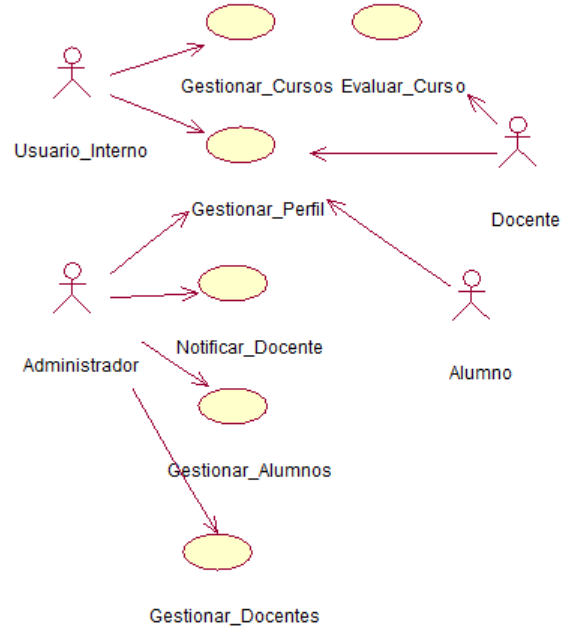 Gestionar_Cursos Evaluar_Curso
Usuario_Interno
Gestionar_Perfil
Docente
Notificar_Docente
Administrador
Alumno
Gestionar_Alumnos
Gestionar_Docentes